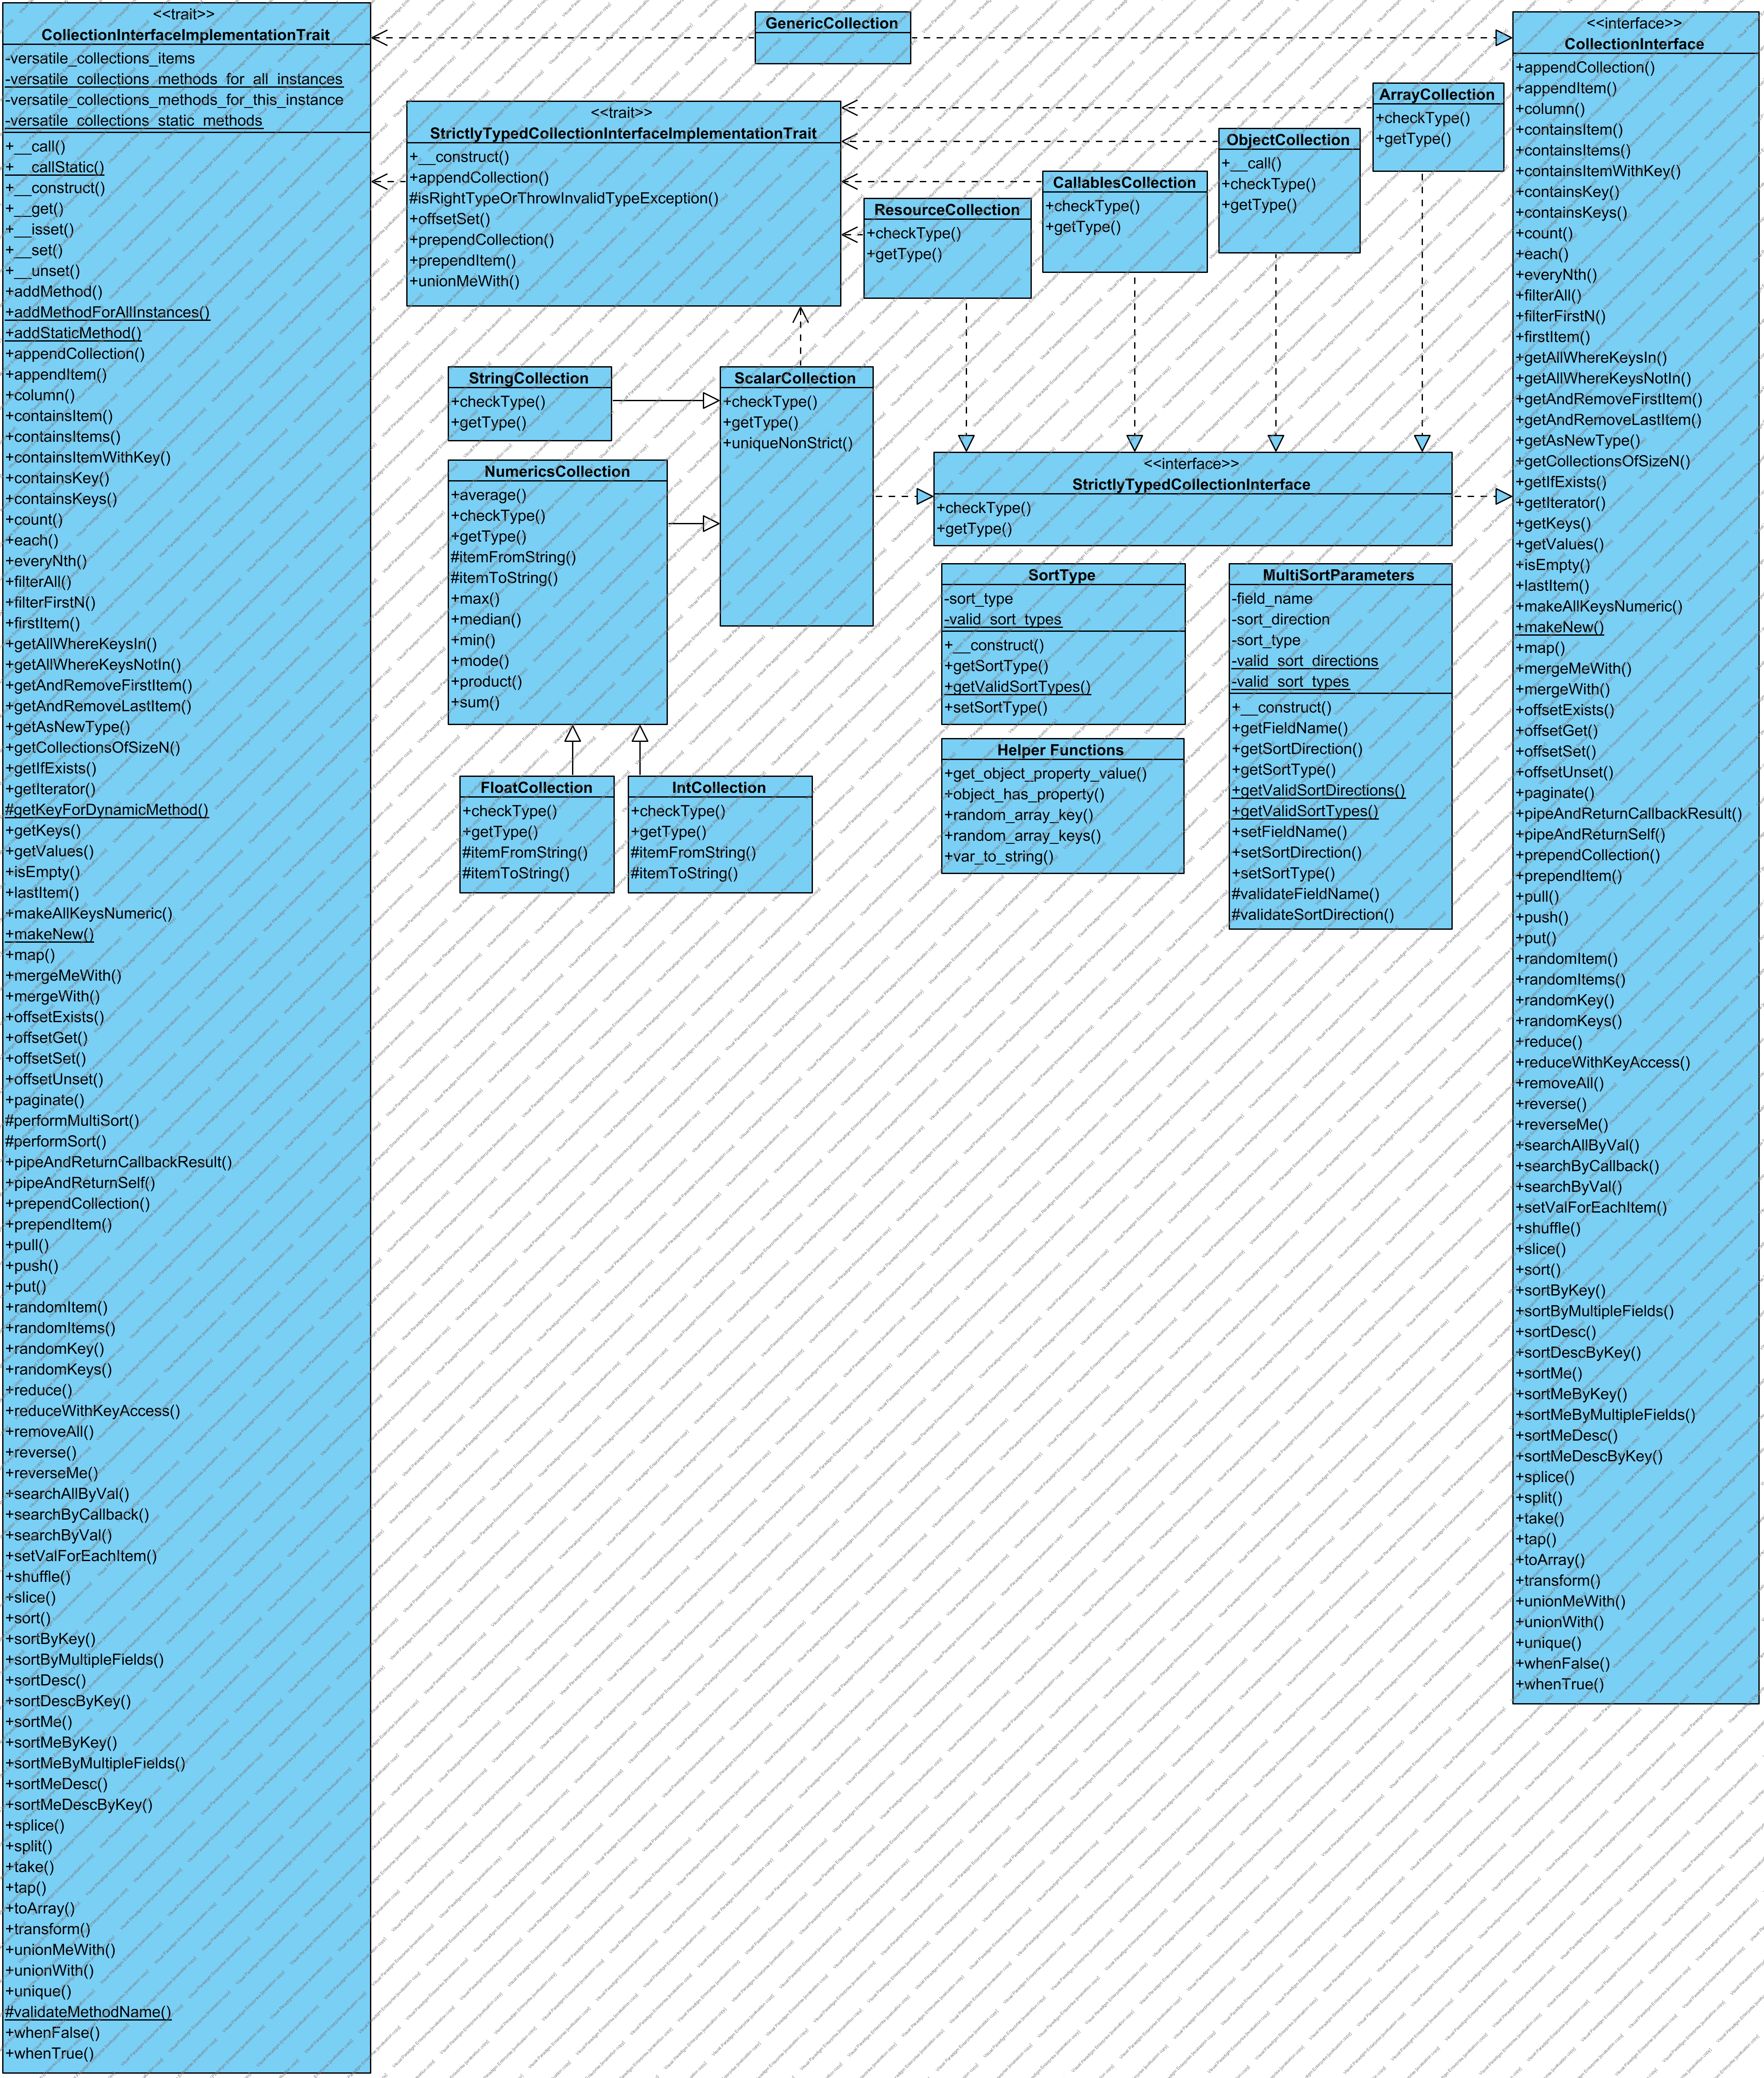 <<trait>>
CollectionInterfaceImplementationTrait
-versatile_collections_items
-versatile_collections_methods_for_all_instances
-versatile_collections_methods_for_this_instance
-versatile_collections_static_methods
+__call()
+__callStatic()
+__construct()
+__get()
+__isset()
+__set()
+__unset()
+addMethod()
+addMethodForAllInstances()
+addStaticMethod()
+appendCollection()
+appendItem()
+column()
+containsItem()
+containsItems()
+containsItemWithKey()
+containsKey()
+containsKeys()
+count()
+each()
+everyNth()
+filterAll()
+filterFirstN()
+firstItem()
+getAllWhereKeysIn()
+getAllWhereKeysNotIn()
+getAndRemoveFirstItem()
+getAndRemoveLastItem()
+getAsNewType()
+getCollectionsOfSizeN()
+getIfExists()
+getIterator()
#getKeyForDynamicMethod()
+getKeys()
+getValues()
+isEmpty()
+lastItem()
+makeAllKeysNumeric()
+makeNew()
+map()
+mergeMeWith()
+mergeWith()
+offsetExists()
+offsetGet()
+offsetSet()
+offsetUnset()
+paginate()
#performMultiSort()
#performSort()
+pipeAndReturnCallbackResult()
+pipeAndReturnSelf()
+prependCollection()
+prependItem()
+pull()
+push()
+put()
+randomItem()
+randomItems()
+randomKey()
+randomKeys()
+reduce()
+reduceWithKeyAccess()
+removeAll()
+reverse()
+reverseMe()
+searchAllByVal()
+searchByCallback()
+searchByVal()
+setValForEachItem()
+shuffle()
+slice()
+sort()
+sortByKey()
+sortByMultipleFields()
+sortDesc()
+sortDescByKey()
+sortMe()
+sortMeByKey()
+sortMeByMultipleFields()
+sortMeDesc()
+sortMeDescByKey()
+splice()
+split()
+take()
+tap()
+toArray()
+transform()
+unionMeWith()
+unionWith()
+unique()
#validateMethodName()
+whenFalse()
+whenTrue()
GenericCollection
<<trait>>
StrictlyTypedCollectionInterfaceImplementationTrait
+__construct()
+appendCollection()
#isRightTypeOrThrowInvalidTypeException()
+offsetSet()
+prependCollection()
+prependItem()
+unionMeWith()
ResourceCollection
+checkType()
+getType()
CallablesCollection
+checkType()
+getType()
ObjectCollection
+__call()
+checkType()
+getType()
ArrayCollection
+checkType()
+getType()
StringCollection
+checkType()
+getType()
ScalarCollection
+checkType()
+getType()
+uniqueNonStrict()
NumericsCollection
+average()
+checkType()
+getType()
#itemFromString()
#itemToString()
+max()
+median()
+min()
+mode()
+product()
+sum()
FloatCollection
+checkType()
+getType()
#itemFromString()
#itemToString()
IntCollection
+checkType()
+getType()
#itemFromString()
#itemToString()
<<interface>>
StrictlyTypedCollectionInterface
+checkType()
+getType()
SortType
-sort_type
-valid_sort_types
+__construct()
+getSortType()
+getValidSortTypes()
+setSortType()
Helper Functions
+get_object_property_value()
+object_has_property()
+random_array_key()
+random_array_keys()
+var_to_string()
MultiSortParameters
-field_name
-sort_direction
-sort_type
-valid_sort_directions
-valid_sort_types
+__construct()
+getFieldName()
+getSortDirection()
+getSortType()
+getValidSortDirections()
+getValidSortTypes()
+setFieldName()
+setSortDirection()
+setSortType()
#validateFieldName()
#validateSortDirection()
<<interface>>
CollectionInterface
+appendCollection()
+appendItem()
+column()
+containsItem()
+containsItems()
+containsItemWithKey()
+containsKey()
+containsKeys()
+count()
+each()
+everyNth()
+filterAll()
+filterFirstN()
+firstItem()
+getAllWhereKeysIn()
+getAllWhereKeysNotIn()
+getAndRemoveFirstItem()
+getAndRemoveLastItem()
+getAsNewType()
+getCollectionsOfSizeN()
+getIfExists()
+getIterator()
+getKeys()
+getValues()
+isEmpty()
+lastItem()
+makeAllKeysNumeric()
+makeNew()
+map()
+mergeMeWith()
+mergeWith()
+offsetExists()
+offsetGet()
+offsetSet()
+offsetUnset()
+paginate()
+pipeAndReturnCallbackResult()
+pipeAndReturnSelf()
+prependCollection()
+prependItem()
+pull()
+push()
+put()
+randomItem()
+randomItems()
+randomKey()
+randomKeys()
+reduce()
+reduceWithKeyAccess()
+removeAll()
+reverse()
+reverseMe()
+searchAllByVal()
+searchByCallback()
+searchByVal()
+setValForEachItem()
+shuffle()
+slice()
+sort()
+sortByKey()
+sortByMultipleFields()
+sortDesc()
+sortDescByKey()
+sortMe()
+sortMeByKey()
+sortMeByMultipleFields()
+sortMeDesc()
+sortMeDescByKey()
+splice()
+split()
+take()
+tap()
+toArray()
+transform()
+unionMeWith()
+unionWith()
+unique()
+whenFalse()
+whenTrue()